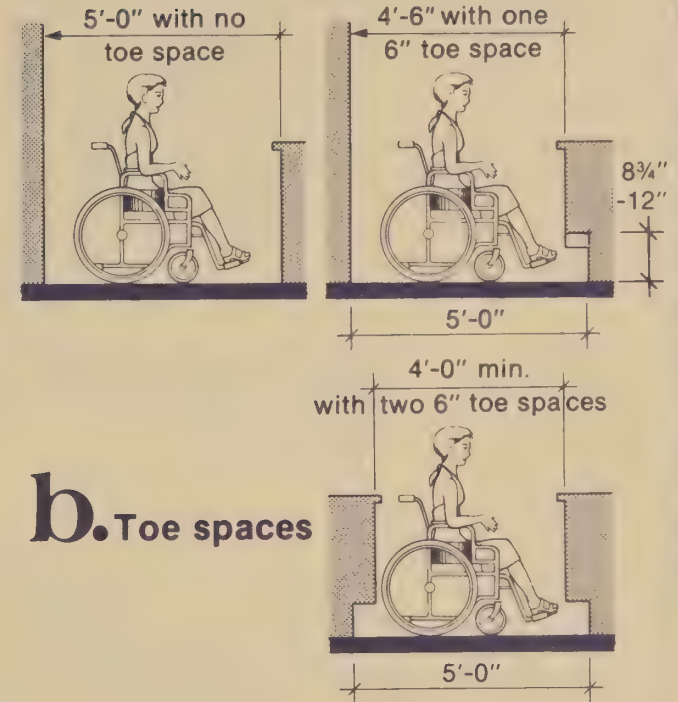 5'-0" with no
toe space
4'-6" with one
6" toe space
8¾"
-12"
5'-0"
4'-0" min.
with two 6" toe spaces
b. Toe spaces
5'-0"